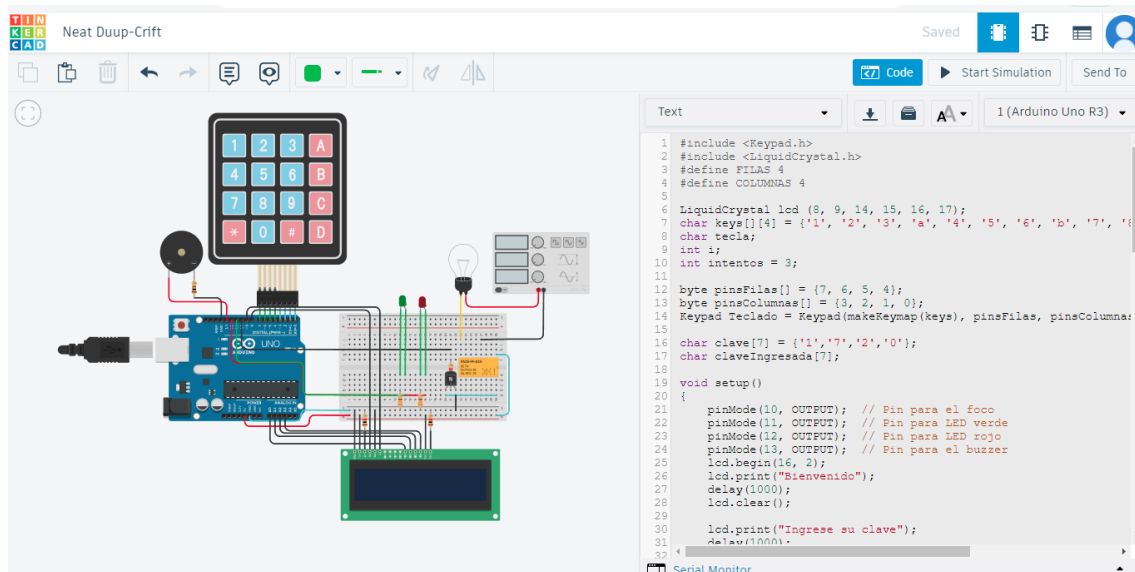 TIN
KER
CAD
Neat Duup-Crift
Saved
Code
Start Simulation
Send To
Text
1 (Arduino Uno R3)
1 2 3 A
4 5 6 B
7 8 9 C
* 0 # D
UNO
1 #include <Keypad.h>
2 #include <LiquidCrystal.h>
3 #define FILAS 4
4 #define COLUMNAS 4
5
6 LiquidCrystal lcd (8, 9, 14, 15, 16, 17);
7 char keys[][4] = {'1', '2', '3', 'a', '4', '5', '6', 'b', '7', '8
8 char tecla;
9 int i;
10 int intentos = 3;
11
12 byte pinsFilas[] = {7, 6, 5, 4};
13 byte pinsColumnas[] = {3, 2, 1, 0};
14 Keypad Teclado = Keypad(makeKeymap(keys), pinsFilas, pinsColumnas
15
16 char clave[7] = {'1','7','2','0'};
17 char claveIngresada[7];
18
19 void setup()
20 {
21 pinMode(10, OUTPUT); // Pin para el foco
22 pinMode(11, OUTPUT); // Pin para LED verde
23 pinMode(12, OUTPUT); // Pin para LED rojo
24 pinMode(13, OUTPUT); // Pin para el buzzer
25 lcd.begin(16, 2);
26 lcd.print("Bienvenido");
27 delay(1000);
28 lcd.clear();
29
30 lcd.print("Ingrese su clave");
31 delay(1000);
32
Serial Monitor